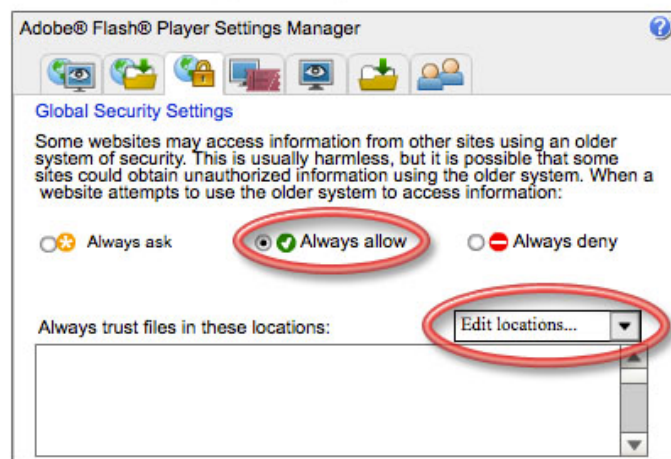 Adobe® Flash® Player Settings Manager
?
Global Security Settings
Some websites may access information from other sites using an older
system of security. This is usually harmless, but it is possible that some
sites could obtain unauthorized information using the older system. When a
website attempts to use the older system to access information:
Always ask Always allow Always deny
Always trust files in these locations: Edit locations...